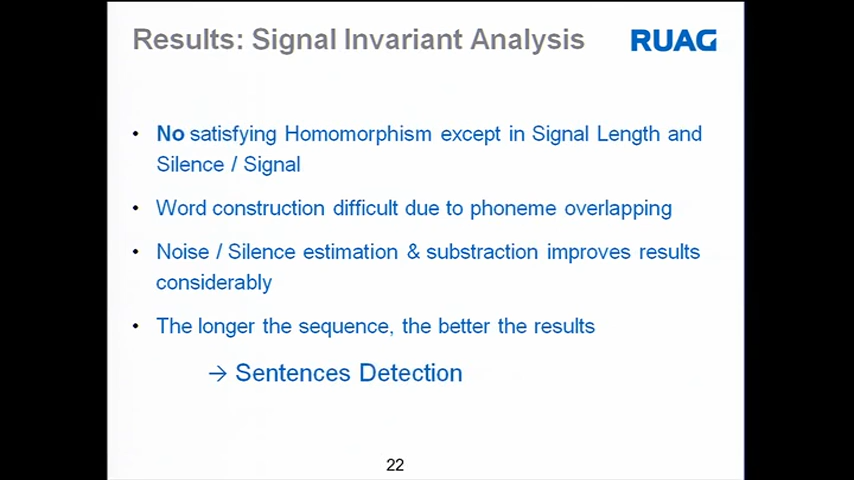 Results: Signal Invariant Analysis
RUAG
• No satisfying Homomorphism except in Signal Length and
Silence / Signal
• Word construction difficult due to phoneme overlapping
• Noise / Silence estimation & substraction improves results
considerably
• The longer the sequence, the better the results
→ Sentences Detection
22